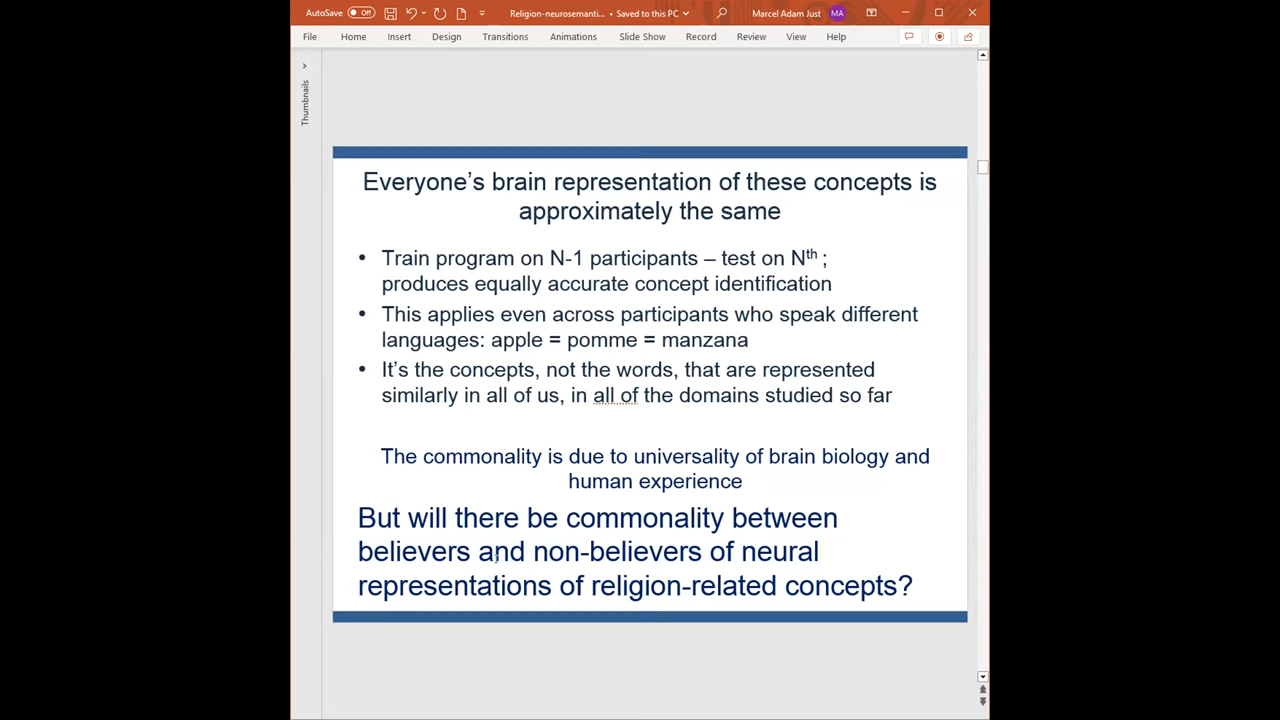 AutoSave Off Religion-neurosemanti... • Saved to this PC Marcel Adam Just MA
File Home Insert Design Transitions Animations Slide Show Record Review View Help
Thumbnails
Everyone's brain representation of these concepts is
approximately the same
• Train program on N-1 participants – test on Nth ;
produces equally accurate concept identification
• This applies even across participants who speak different
languages: apple = pomme = manzana
• It's the concepts, not the words, that are represented
similarly in all of us, in all of the domains studied so far
The commonality is due to universality of brain biology and
human experience
But will there be commonality between
believers and non-believers of neural
representations of religion-related concepts?